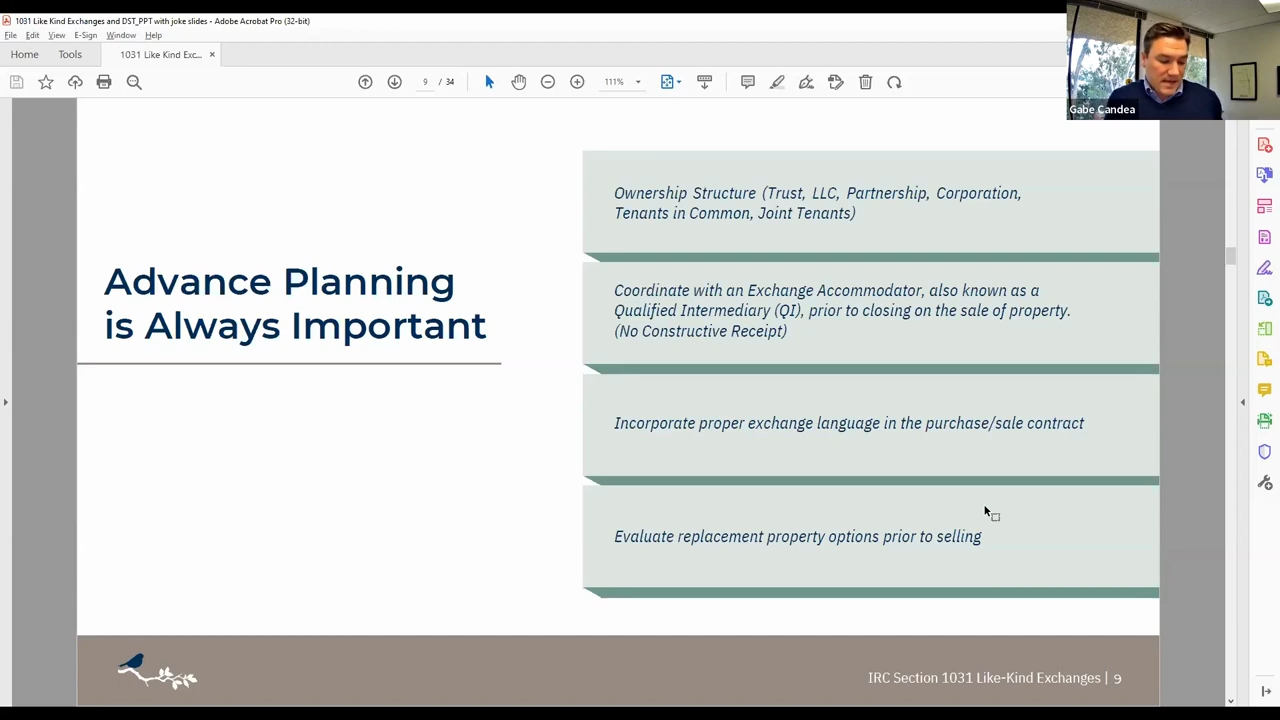 1031 Like Kind Exchanges and DST_PPT with joke slides - Adobe Acrobat Pro (32-bit)
File Edit View E-Sign Window Help
Home Tools 1031 Like Kind Exc... ×
9 / 34 111%
Gabe Candea
Advance Planning
is Always Important
Ownership Structure (Trust, LLC, Partnership, Corporation,
Tenants in Common, Joint Tenants)
Coordinate with an Exchange Accommodator, also known as a
Qualified Intermediary (QI), prior to closing on the sale of property.
(No Constructive Receipt)
Incorporate proper exchange language in the purchase/sale contract
Evaluate replacement property options prior to selling
IRC Section 1031 Like-Kind Exchanges | 9